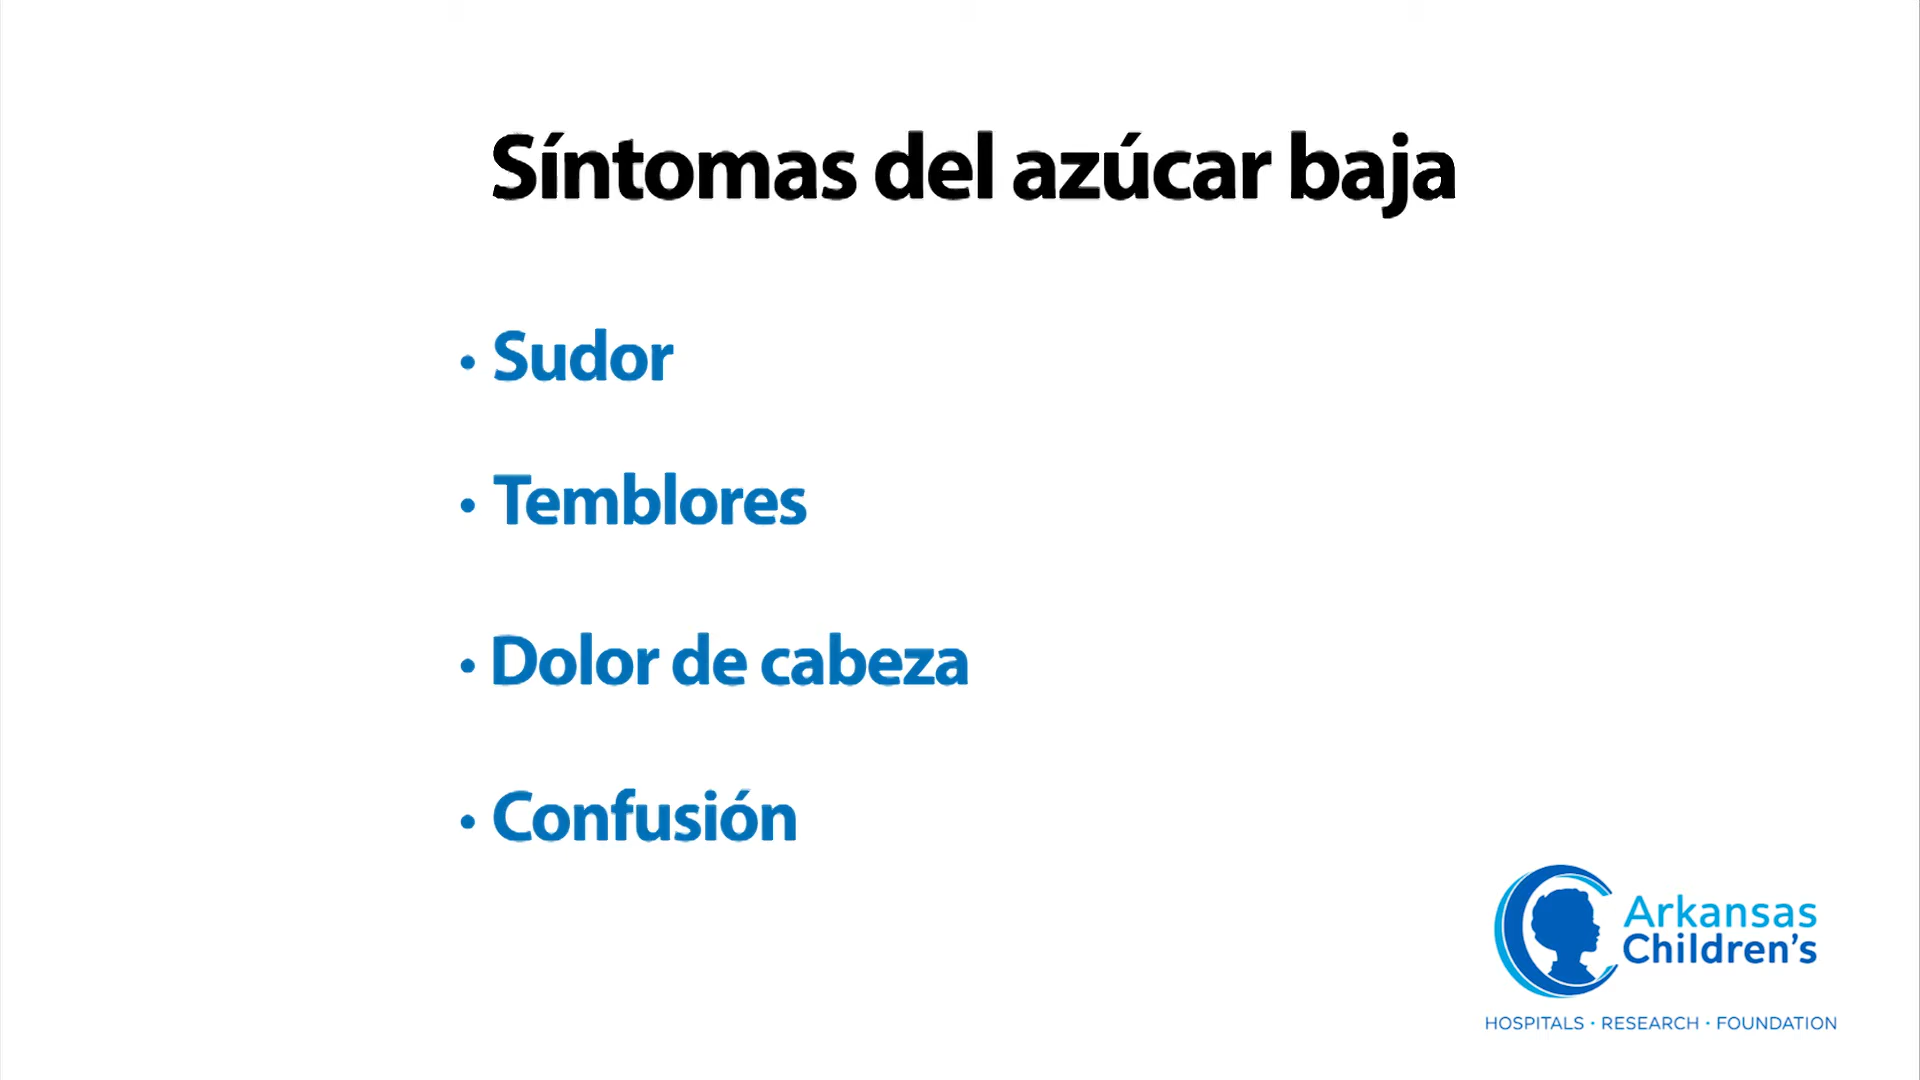 Síntomas del azúcar baja
• Sudor
• Temblores
• Dolor de cabeza
• Confusión
Arkansas
Children's
HOSPITALS • RESEARCH • FOUNDATION